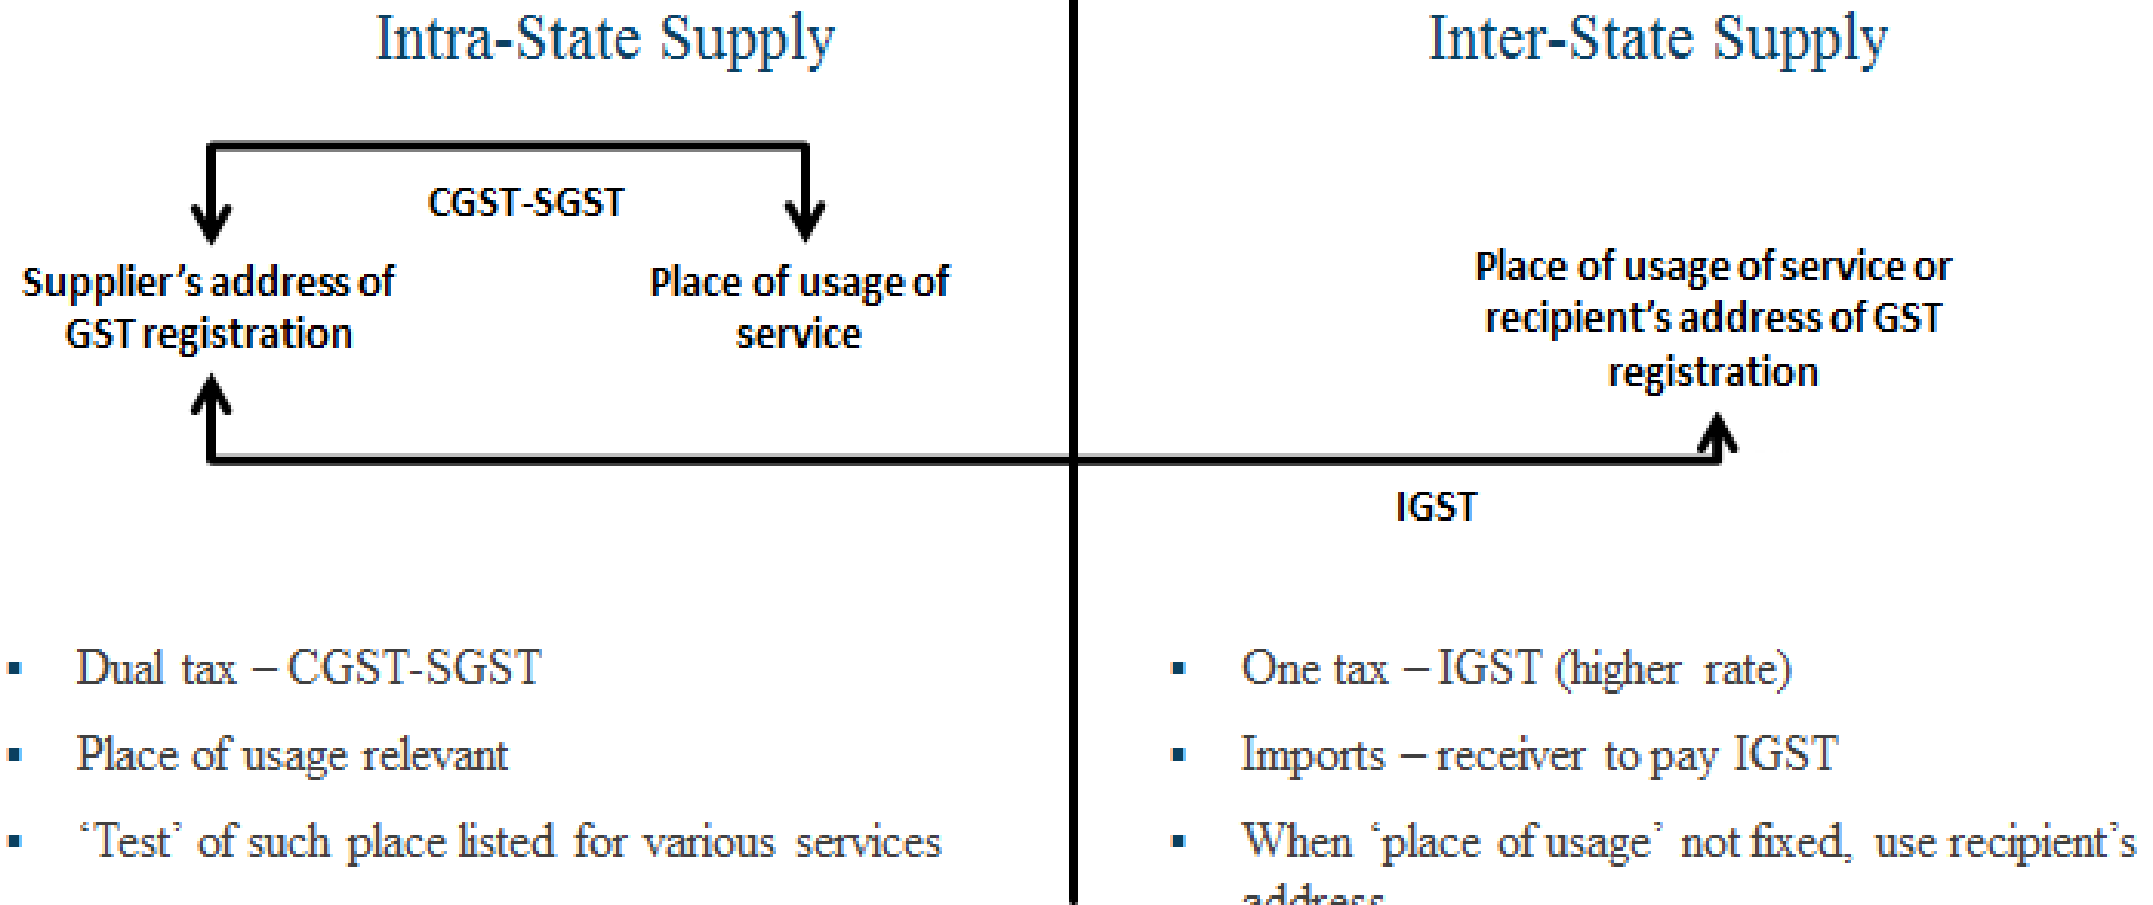 Intra-State Supply
CGST-SGST
Supplier's address of
GST registration
Place of usage of
service
Dual tax – CGST-SGST
Place of usage relevant
‘Test’ of such place listed for various services
Inter-State Supply
Place of usage of service or
recipient's address of GST
registration
IGST
One tax – IGST (higher rate)
Imports – receiver to pay IGST
When ‘place of usage’ not fixed, use recipient's
address